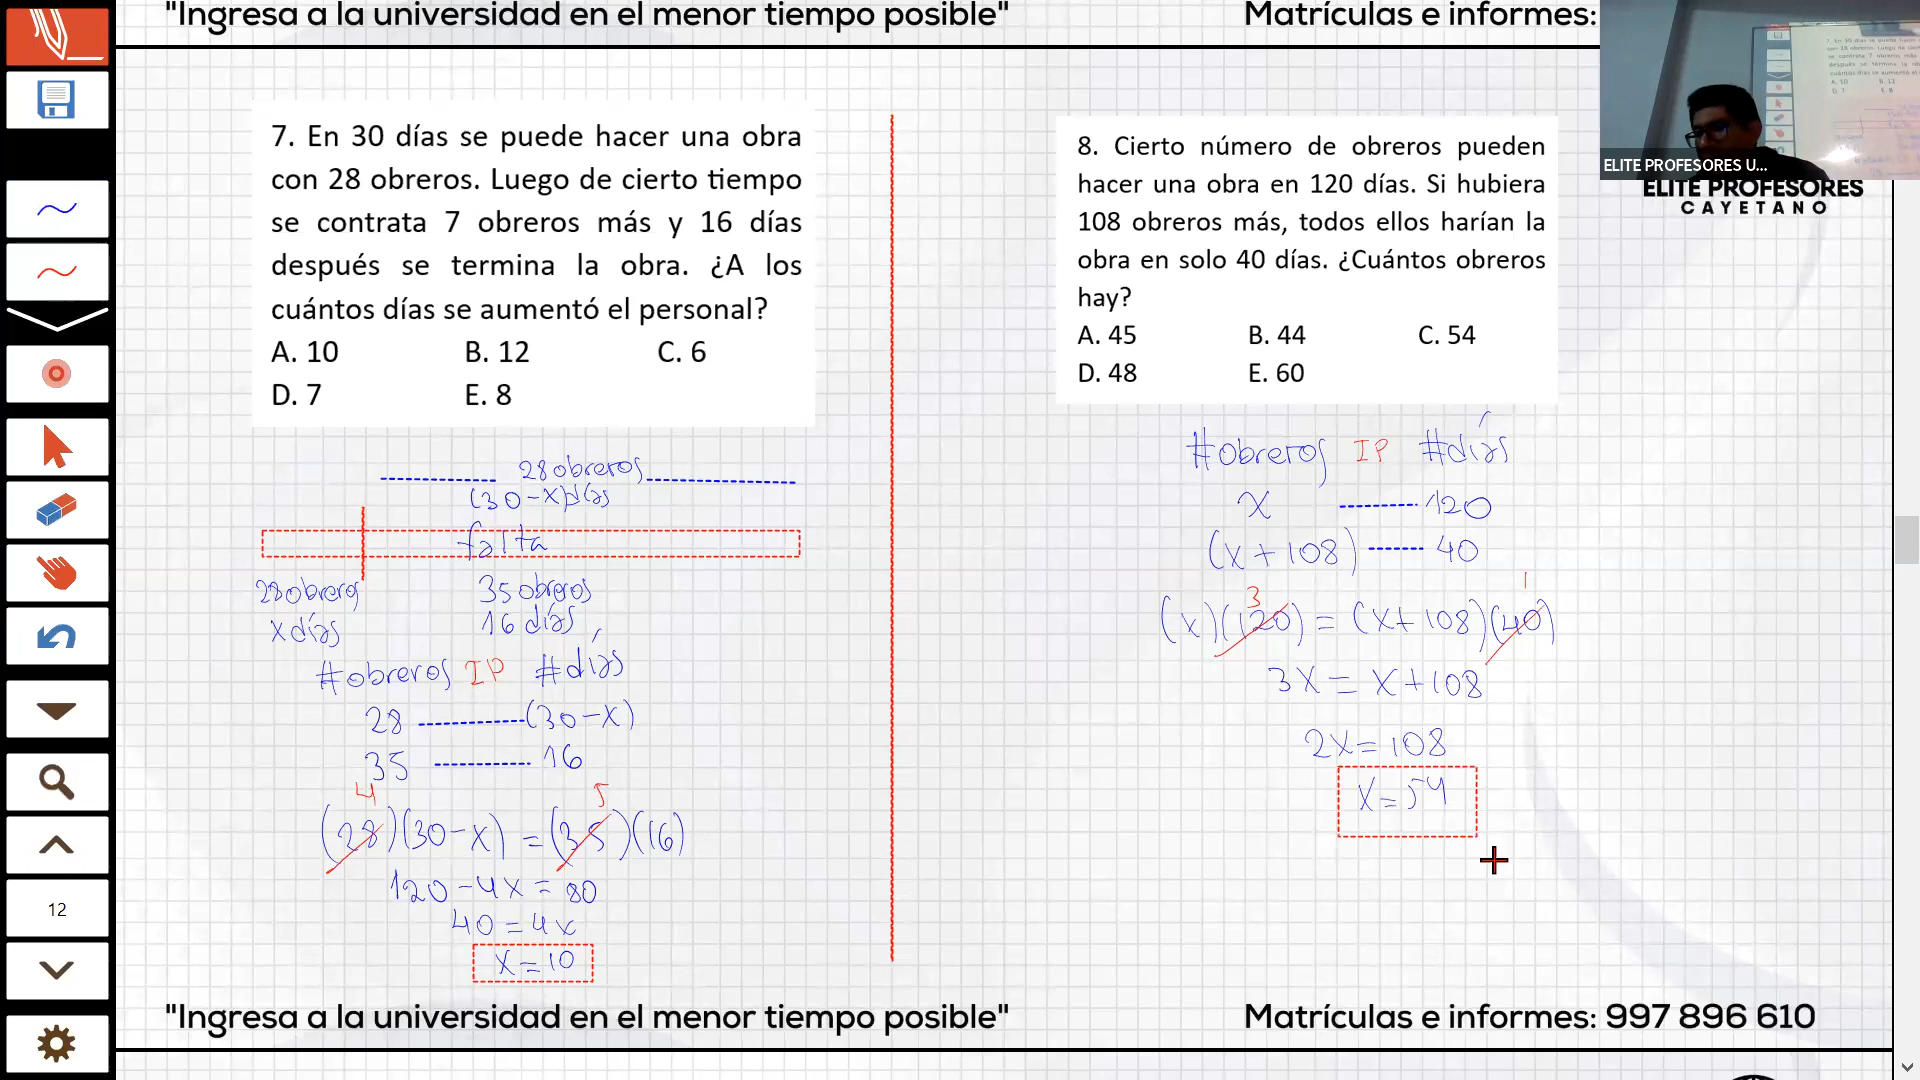 "Ingresa a la universidad en el menor tiempo posible"
Matrículas e informes:
7. En 30 días se puede hacer una obra
con 28 obreros. Luego de cierto tiempo
se contrata 7 obreros más y 16 días
después se termina la obra. ¿A los
cuántos días se aumentó el personal?
A. 10 B. 12 C. 6
D. 7 E. 8
28 obreros
(30-x)días
falta
28 obreros 35 obreros
x días 16 días
#obreros IP #días
28 (30-x)
35 16
4 5
(28)(30-x) = (35)(16)
120-4x = 80
40 = 4x
x = 10
8. Cierto número de obreros pueden
hacer una obra en 120 días. Si hubiera
108 obreros más, todos ellos harían la
obra en solo 40 días. ¿Cuántos obreros
hay?
A. 45 B. 44 C. 54
D. 48 E. 60
#obreros IP #días
x 120
(x+108) 40
3 1
(x)(120) = (x+108)(40)
3x = x+108
2x = 108
x = 54
ELITE PROFESORES U...
ELITE PROFESORES
CAYETANO
12
"Ingresa a la universidad en el menor tiempo posible"
Matrículas e informes: 997 896 610